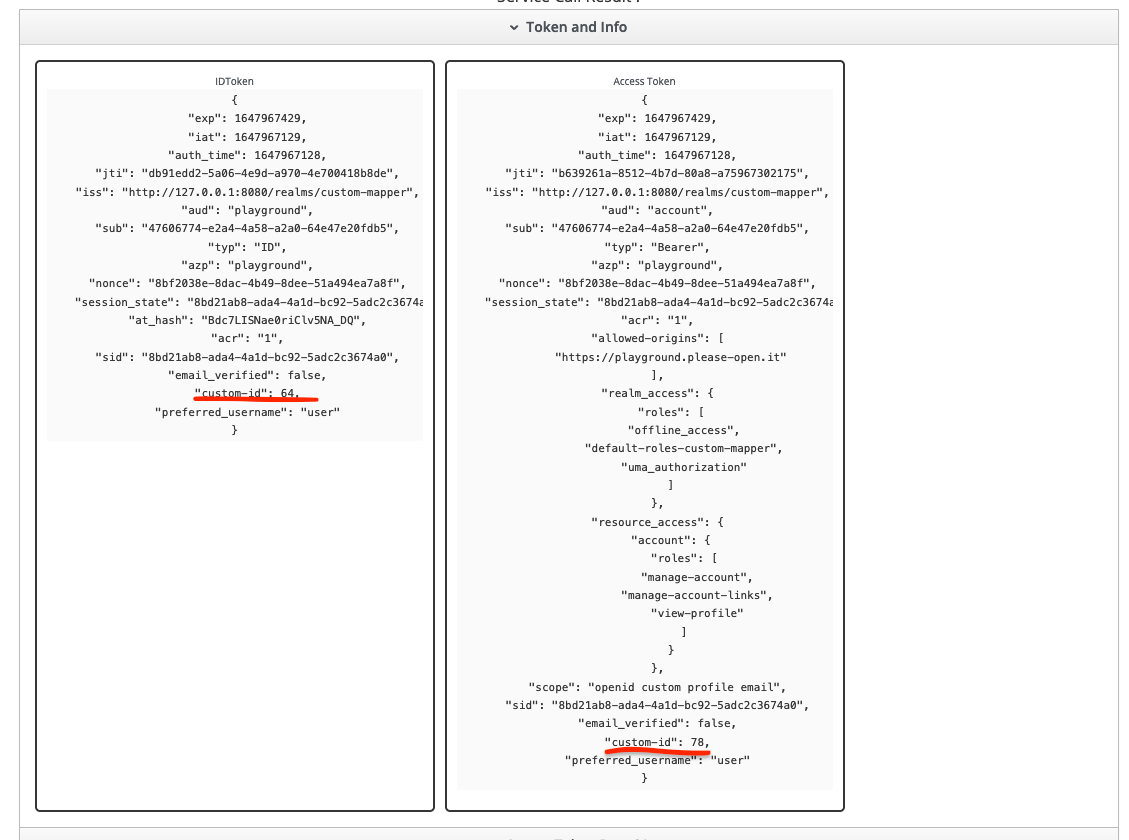 Token and Info
IDToken
{
"exp": 1647967429,
"iat": 1647967129,
"auth_time": 1647967128,
"jti": "db91edd2-5a06-4e9d-a970-4e700418b8de",
"iss": "http://127.0.0.1:8080/realms/custom-mapper",
"aud": "playground",
"sub": "47606774-e2a4-4a58-a2a0-64e47e20fdb5",
"typ": "ID",
"azp": "playground",
"nonce": "8bf2038e-8dac-4b49-8dee-51a494ea7a8f",
"session_state": "8bd21ab8-ada4-4a1d-bc92-5adc2c3674a
"at_hash": "Bdc7LISNae0riClv5NA_DQ",
"acr": "1",
"sid": "8bd21ab8-ada4-4a1d-bc92-5adc2c3674a0",
"email_verified": false,
"custom-id": 64,
"preferred_username": "user"
}
Access Token
{
"exp": 1647967429,
"iat": 1647967129,
"auth_time": 1647967128,
"jti": "b639261a-8512-4b7d-80a8-a75967302175",
"iss": "http://127.0.0.1:8080/realms/custom-mapper",
"aud": "account",
"sub": "47606774-e2a4-4a58-a2a0-64e47e20fdb5",
"typ": "Bearer",
"azp": "playground",
"nonce": "8bf2038e-8dac-4b49-8dee-51a494ea7a8f",
"session_state": "8bd21ab8-ada4-4a1d-bc92-5adc2c3674a
"acr": "1",
"allowed-origins": [
"https://playground.please-open.it"
],
"realm_access": {
"roles": [
"offline_access",
"default-roles-custom-mapper",
"uma_authorization"
]
},
"resource_access": {
"account": {
"roles": [
"manage-account",
"manage-account-links",
"view-profile"
]
}
},
"scope": "openid custom profile email",
"sid": "8bd21ab8-ada4-4a1d-bc92-5adc2c3674a0",
"email_verified": false,
"custom-id": 78,
"preferred_username": "user"
}